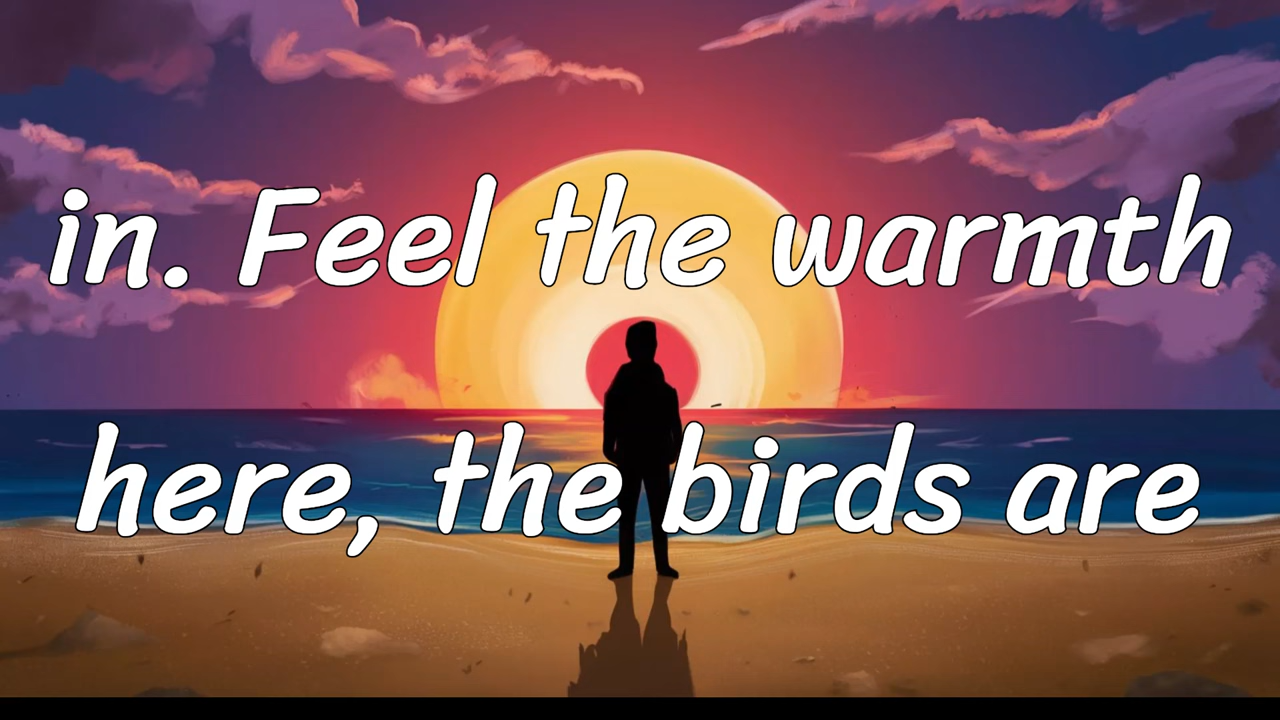 in. Feel the warmth
here, the birds are